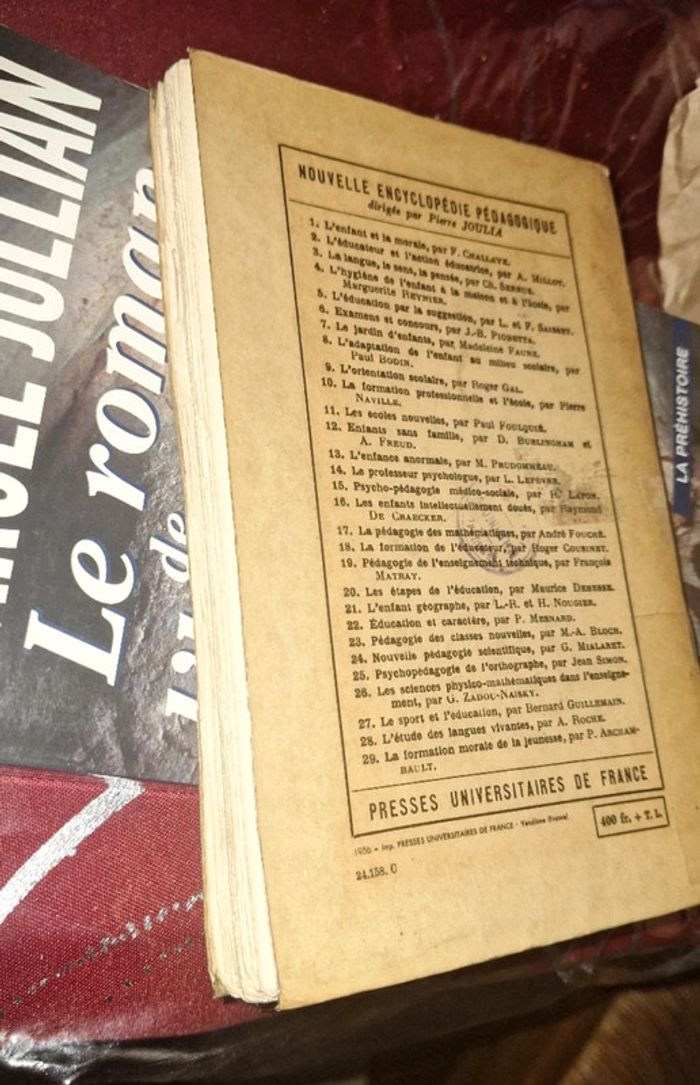 JULLIAN
Le roman
de
NOUVELLE ENCYCLOPÉDIE PÉDAGOGIQUE
dirigée par Pierre JOULIA
1. L'enfant et la morale, par F. CHALLAYE.
2. L'éducateur et l'action éducatrice, par A. MILLOT.
3. La langue, le sens, la pensée, par Ch. SERRUS.
4. L'hygiène de l'enfant à la maison et à l'école, par
Marguerite REYNIER.
5. L'éducation par la suggestion, par L. et F. SAISSET.
6. Examens et concours, par J.-B. PIOBETTA.
7. Le jardin d'enfants, par Madeleine FAURE.
8. L'adaptation de l'enfant au milieu scolaire, par
Paul BODIN.
9. L'orientation scolaire, par Roger GAL.
10. La formation professionnelle et l'école, par Pierre
NAVILLE.
11. Les écoles nouvelles, par Paul FOULQUIÉ.
12. Enfants sans famille, par D. BURLINGHAM et
A. FREUD.
13. L'enfance anormale, par M. PRUDOMMEAU.
14. Le professeur psychologue, par L. LEFEVRE.
15. Psycho-pédagogie médico-sociale, par R. LAFON.
16. Les enfants intellectuellement doués, par Raymond
DE CRAECKER.
17. La pédagogie des mathématiques, par André FOUCHÉ.
18. La formation de l'éducateur, par Roger COUSINET.
19. Pédagogie de l'enseignement technique, par François
MATRAY.
20. Les étapes de l'éducation, par Maurice DEBESSE.
21. L'enfant géographe, par L.-R. et H. NOUGIER.
22. Éducation et caractère, par P. MESNARD.
23. Pédagogie des classes nouvelles, par M.-A. BLOCH.
24. Nouvelle pédagogie scientifique, par G. MIALARET.
25. Psychopédagogie de l'orthographe, par Jean SIMON.
26. Les sciences physico-mathématiques dans l'enseigne-
ment, par G. ZADOU-NAISKY.
27. Le sport et l'éducation, par Bernard GUILLEMAIN.
28. L'étude des langues vivantes, par A. ROCHE.
29. La formation morale de la jeunesse, par P. ARCHAM-
BAULT.
PRESSES UNIVERSITAIRES DE FRANCE
1956 – Imp. PRESSES UNIVERSITAIRES DE FRANCE - Vendôme (France)
400 fr. + T. L.
24.158. C
LA PRÉHISTOIRE